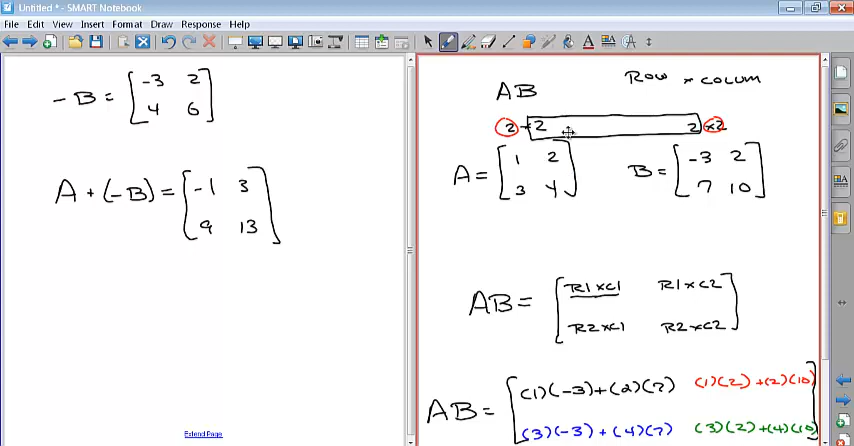 Untitled * - SMART Notebook
File Edit View Insert Format Draw Response Help
-B = [ -3 2
4 6 ]
A + (-B) = [ -1 3
9 13 ]
Extend Page
AB
Row × colum
2 × 2 2 × 2
A = [ 1 2
3 4 ]
B = [ -3 2
7 10 ]
AB = [ R1×C1 R1×C2
R2×C1 R2×C2 ]
AB = [ (1)(-3)+(2)(7) (1)(2)+(2)(10)
(3)(-3)+(4)(7) (3)(2)+(4)(10) ]